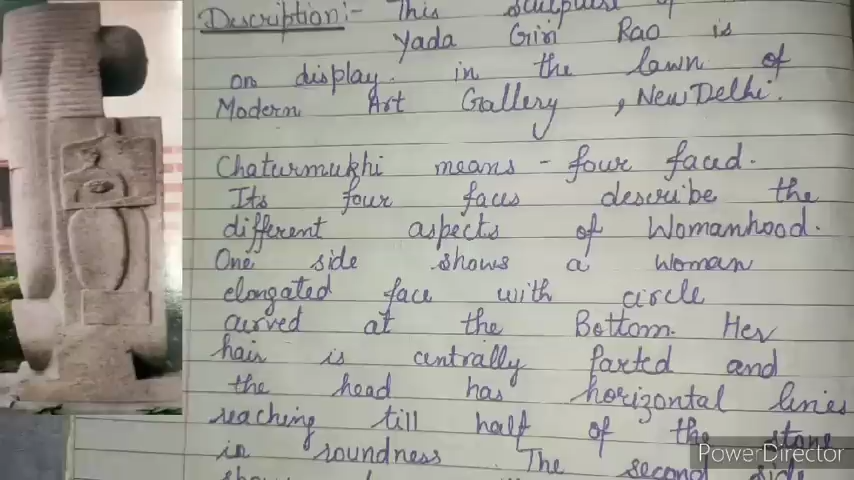 Description:- This sculpture of
Yada Giri Rao is
on display. in the lawn of
Modern Art Gallery, New Delhi.
Chaturmukhi means - four faced.
Its four faces describe the
different aspects of Womanhood.
One side shows a woman
elongated face with circle
curved at the Bottom. Her
hair is centrally parted and
the head has horizontal lines
reaching till half of the stone
in roundness. The second side
PowerDirector